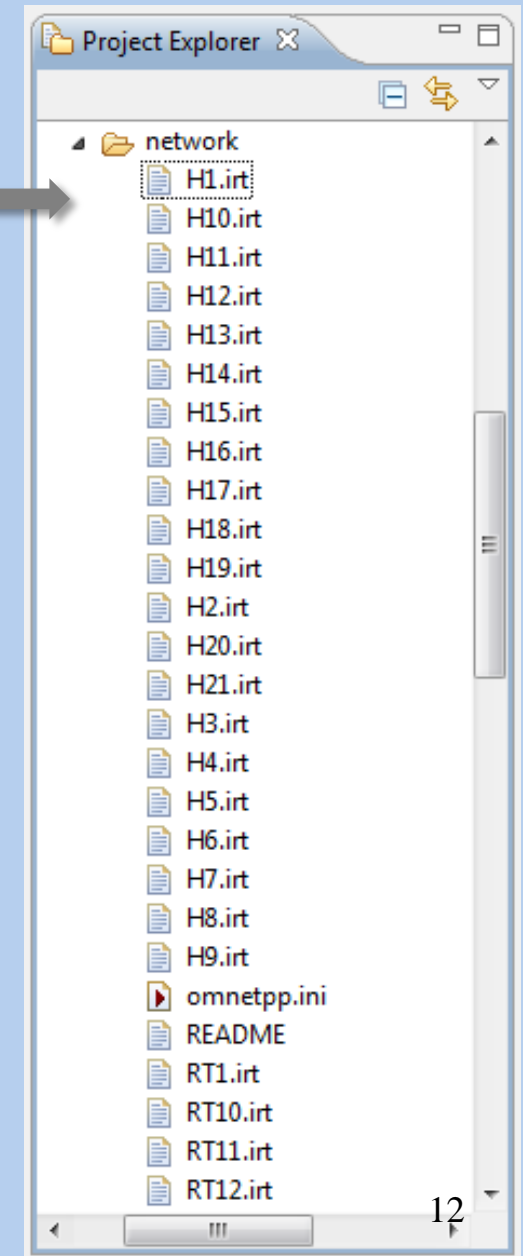 Project Explorer
network
H1.irt
H10.irt
H11.irt
H12.irt
H13.irt
H14.irt
H15.irt
H16.irt
H17.irt
H18.irt
H19.irt
H2.irt
H20.irt
H21.irt
H3.irt
H4.irt
H5.irt
H6.irt
H7.irt
H8.irt
H9.irt
omnetpp.ini
README
RT1.irt
RT10.irt
RT11.irt
RT12.irt
12